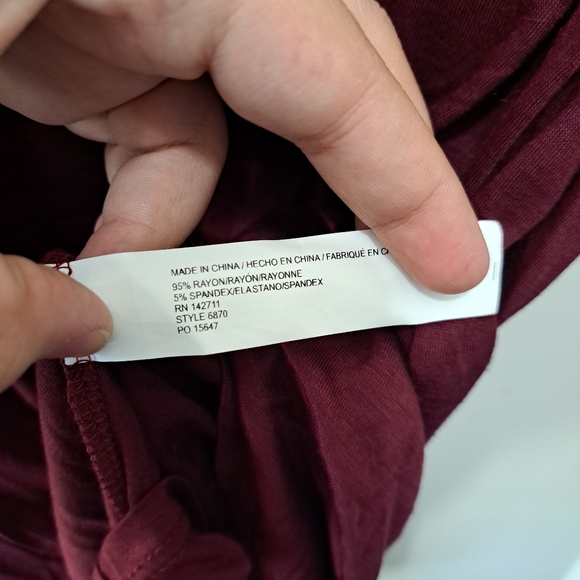 MADE IN CHINA / HECHO EN CHINA / FABRIQUÉ EN
95% RAYON/RAYÓN/RAYONNE
5% SPANDEX/ELASTANO/SPANDEX
RN 142711
STYLE 6870
PO 15647